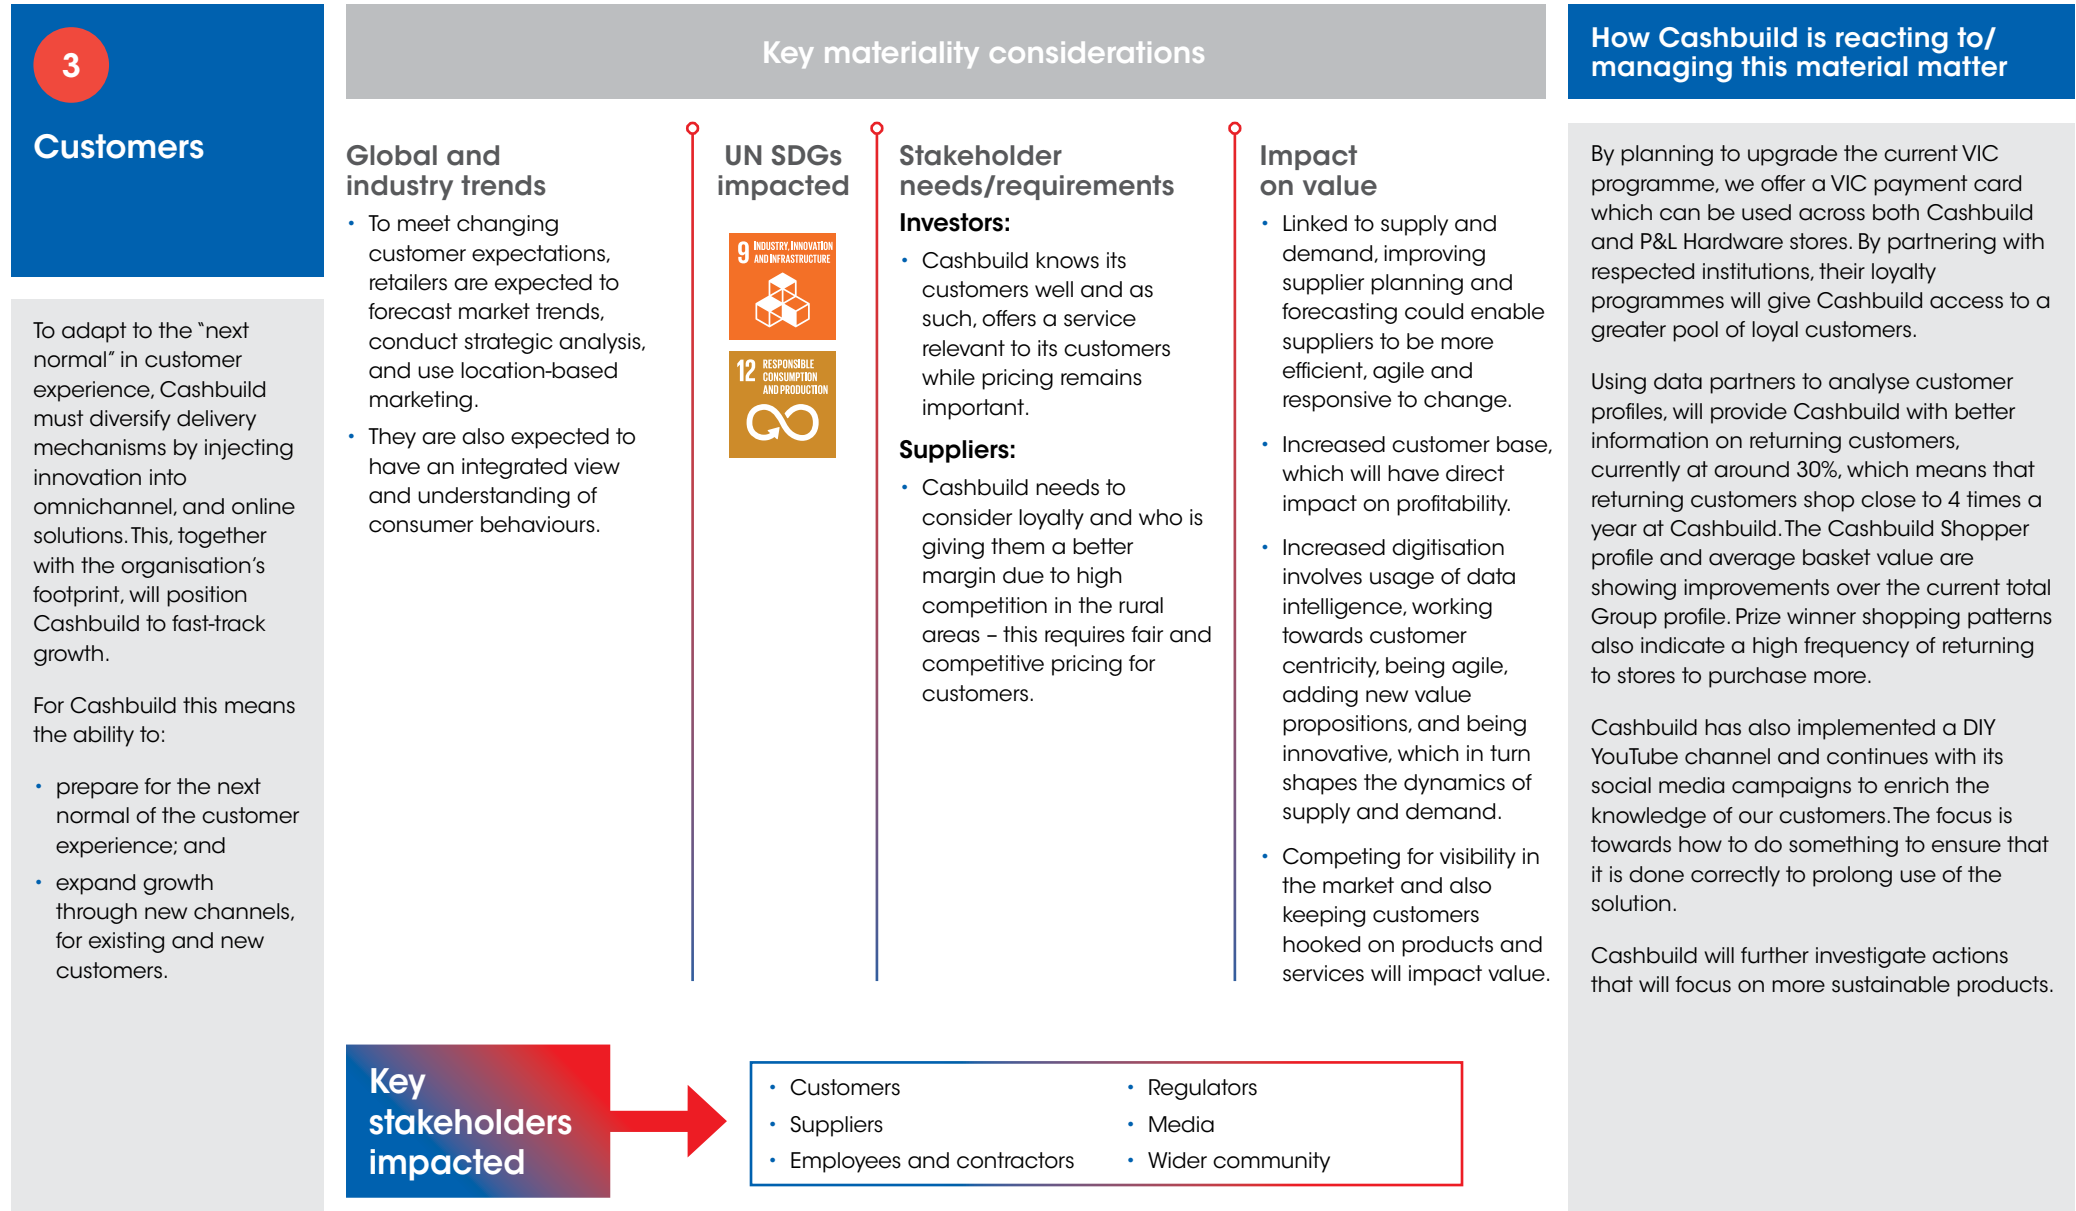 3
Customers
To adapt to the “next
normal” in customer
experience, Cashbuild
must diversify delivery
mechanisms by injecting
innovation into
omnichannel, and online
solutions. This, together
with the organisation’s
footprint, will position
Cashbuild to fast-track
growth.
For Cashbuild this means
the ability to:
• prepare for the next
normal of the customer
experience; and
• expand growth
through new channels,
for existing and new
customers.
Key materiality considerations
Global and
industry trends
• To meet changing
customer expectations,
retailers are expected to
forecast market trends,
conduct strategic analysis,
and use location-based
marketing.
• They are also expected to
have an integrated view
and understanding of
consumer behaviours.
UN SDGs
impacted
9 INDUSTRY, INNOVATION
AND INFRASTRUCTURE
12 RESPONSIBLE
CONSUMPTION
AND PRODUCTION
Stakeholder
needs/requirements
Investors:
• Cashbuild knows its
customers well and as
such, offers a service
relevant to its customers
while pricing remains
important.
Suppliers:
• Cashbuild needs to
consider loyalty and who is
giving them a better
margin due to high
competition in the rural
areas – this requires fair and
competitive pricing for
customers.
Impact
on value
• Linked to supply and
demand, improving
supplier planning and
forecasting could enable
suppliers to be more
efficient, agile and
responsive to change.
• Increased customer base,
which will have direct
impact on profitability.
• Increased digitisation
involves usage of data
intelligence, working
towards customer
centricity, being agile,
adding new value
propositions, and being
innovative, which in turn
shapes the dynamics of
supply and demand.
• Competing for visibility in
the market and also
keeping customers
hooked on products and
services will impact value.
Key
stakeholders
impacted
• Customers
• Suppliers
• Employees and contractors
• Regulators
• Media
• Wider community
How Cashbuild is reacting to/
managing this material matter
By planning to upgrade the current VIC
programme, we offer a VIC payment card
which can be used across both Cashbuild
and P&L Hardware stores. By partnering with
respected institutions, their loyalty
programmes will give Cashbuild access to a
greater pool of loyal customers.
Using data partners to analyse customer
profiles, will provide Cashbuild with better
information on returning customers,
currently at around 30%, which means that
returning customers shop close to 4 times a
year at Cashbuild. The Cashbuild Shopper
profile and average basket value are
showing improvements over the current total
Group profile. Prize winner shopping patterns
also indicate a high frequency of returning
to stores to purchase more.
Cashbuild has also implemented a DIY
YouTube channel and continues with its
social media campaigns to enrich the
knowledge of our customers. The focus is
towards how to do something to ensure that
it is done correctly to prolong use of the
solution.
Cashbuild will further investigate actions
that will focus on more sustainable products.